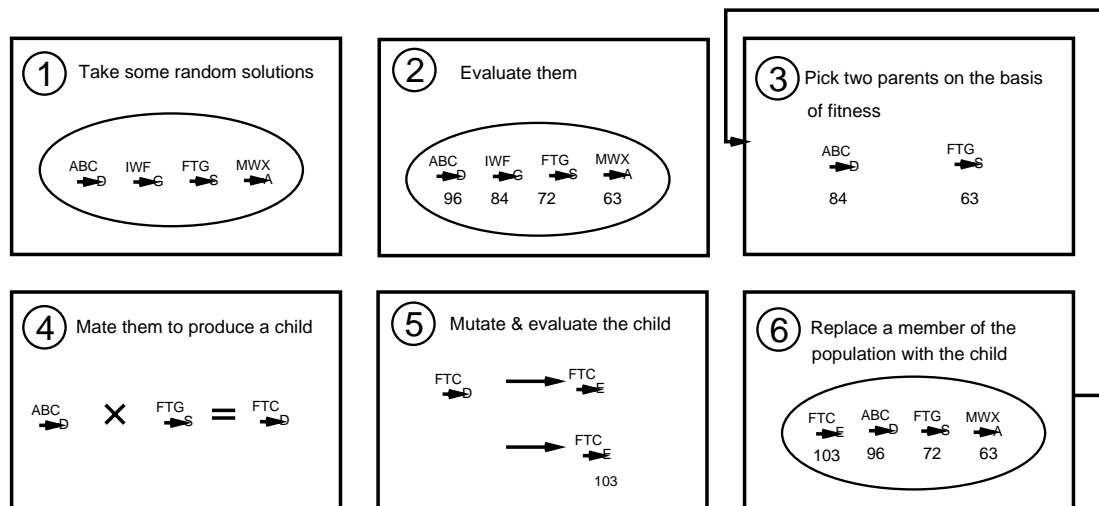 1 Take some random solutions
ABC IWF FTG MWX
D G S A
2 Evaluate them
ABC IWF FTG MWX
D G S A
96 84 72 63
3 Pick two parents on the basis
of fitness
ABC FTG
D S
84 63
4 Mate them to produce a child
ABC FTG FTC
D × S = D
5 Mutate & evaluate the child
FTC FTC
D E
FTC
E
103
6 Replace a member of the
population with the child
FTC ABC FTG MWX
E D S A
103 96 72 63